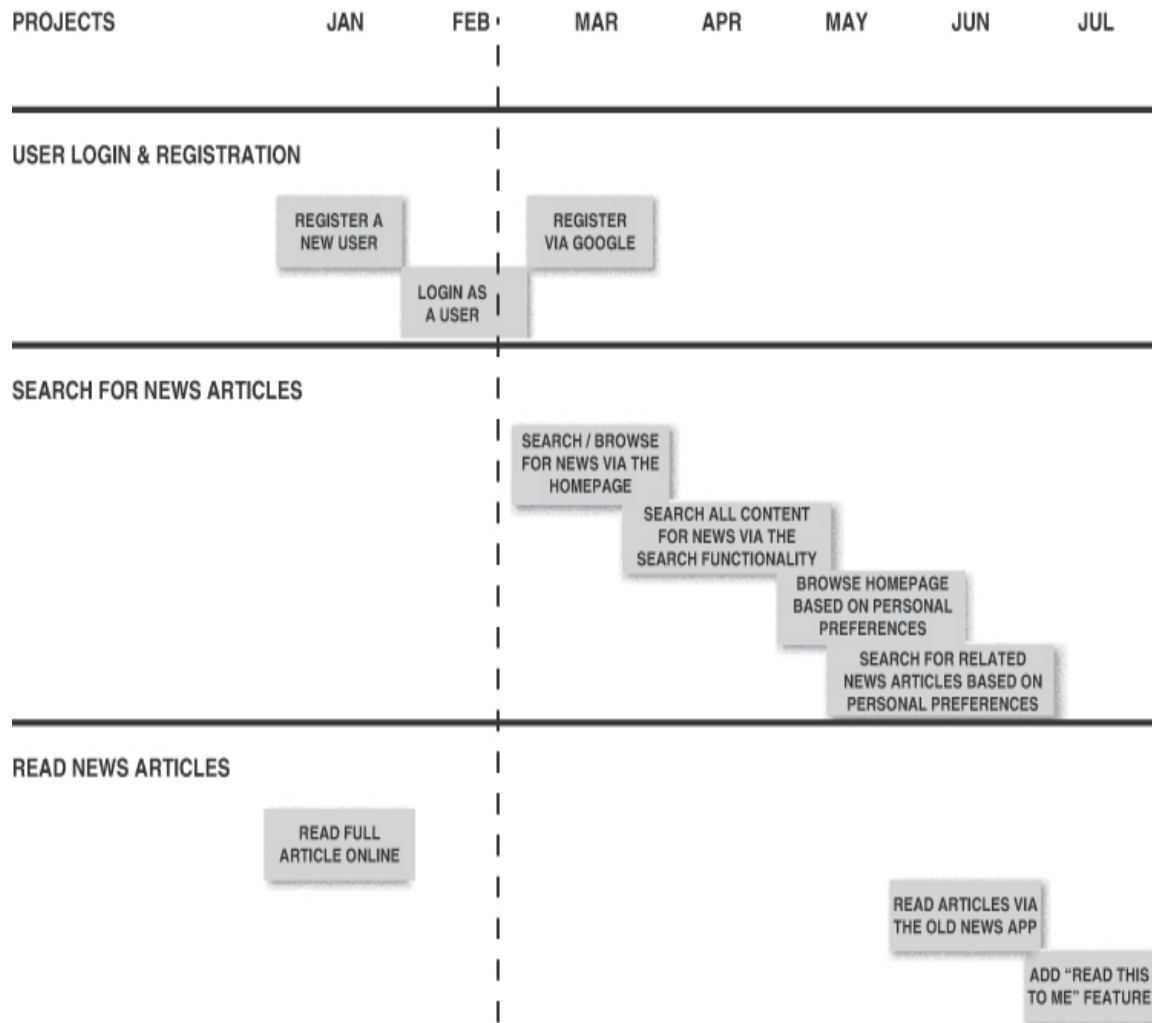 PROJECTS JAN FEB MAR APR MAY JUN JUL
USER LOGIN & REGISTRATION
REGISTER A
NEW USER
REGISTER
VIA GOOGLE
LOGIN AS
A USER
SEARCH FOR NEWS ARTICLES
SEARCH / BROWSE
FOR NEWS VIA THE
HOMEPAGE
SEARCH ALL CONTENT
FOR NEWS VIA THE
SEARCH FUNCTIONALITY
BROWSE HOMEPAGE
BASED ON PERSONAL
PREFERENCES
SEARCH FOR RELATED
NEWS ARTICLES BASED ON
PERSONAL PREFERENCES
READ NEWS ARTICLES
READ FULL
ARTICLE ONLINE
READ ARTICLES VIA
THE OLD NEWS APP
ADD “READ THIS
TO ME” FEATURE